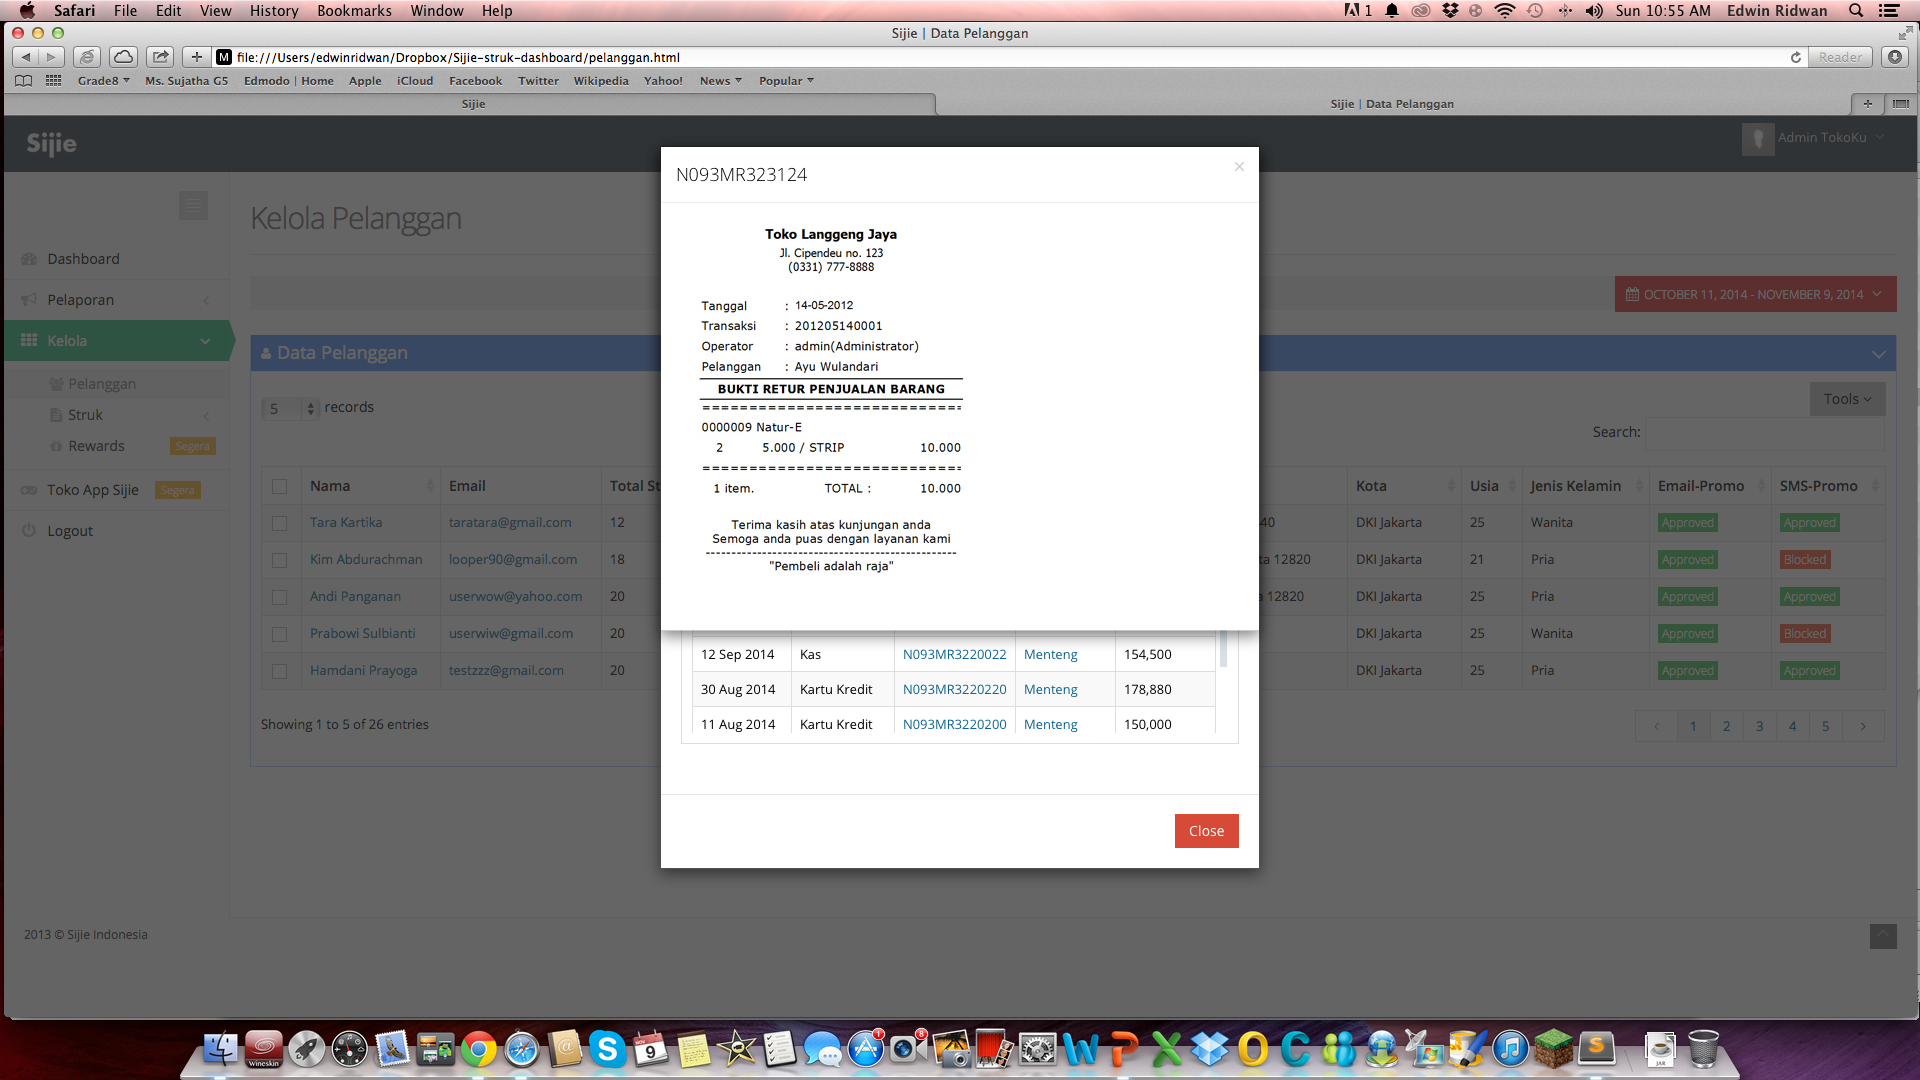 Safari File Edit View History Bookmarks Window Help 1 Sun 10:55 AM Edwin Ridwan
Sijie | Data Pelanggan
file:///Users/edwinridwan/Dropbox/Sijie-struk-dashboard/pelanggan.html Reader
Grade8 Ms. Sujatha G5 Edmodo | Home Apple iCloud Facebook Twitter Wikipedia Yahoo! News Popular
Sijie Sijie | Data Pelanggan
Sijie Admin TokoKu
Kelola Pelanggan
Dashboard
Pelaporan
Kelola
Pelanggan
Struk
Rewards Segera
Toko App Sijie Segera
Logout
OCTOBER 11, 2014 - NOVEMBER 9, 2014
Data Pelanggan
5 records
Tools
Search:
Nama Email Total St Kota Usia Jenis Kelamin Email-Promo SMS-Promo
Tara Kartika taratara@gmail.com 12 40 DKI Jakarta 25 Wanita Approved Approved
Kim Abdurachman looper90@gmail.com 18 ta 12820 DKI Jakarta 21 Pria Approved Blocked
Andi Panganan userwow@yahoo.com 20 a 12820 DKI Jakarta 25 Pria Approved Approved
Prabowi Sulbianti userwiw@gmail.com 20 DKI Jakarta 25 Wanita Approved Blocked
Hamdani Prayoga testzzz@gmail.com 20 DKI Jakarta 25 Pria Approved Approved
Showing 1 to 5 of 26 entries
1 2 3 4 5
N093MR323124 ×
Toko Langgeng Jaya
Jl. Cipendeu no. 123
(0331) 777-8888
Tanggal : 14-05-2012
Transaksi : 201205140001
Operator : admin(Administrator)
Pelanggan : Ayu Wulandari
BUKTI RETUR PENJUALAN BARANG
0000009 Natur-E
2 5.000 / STRIP 10.000
1 item. TOTAL : 10.000
Terima kasih atas kunjungan anda
Semoga anda puas dengan layanan kami
"Pembeli adalah raja"
12 Sep 2014 Kas N093MR3220022 Menteng 154,500
30 Aug 2014 Kartu Kredit N093MR3220220 Menteng 178,880
11 Aug 2014 Kartu Kredit N093MR3220200 Menteng 150,000
Close
2013 © Sijie Indonesia
Wineskin
NOV
9
1
8
JAR